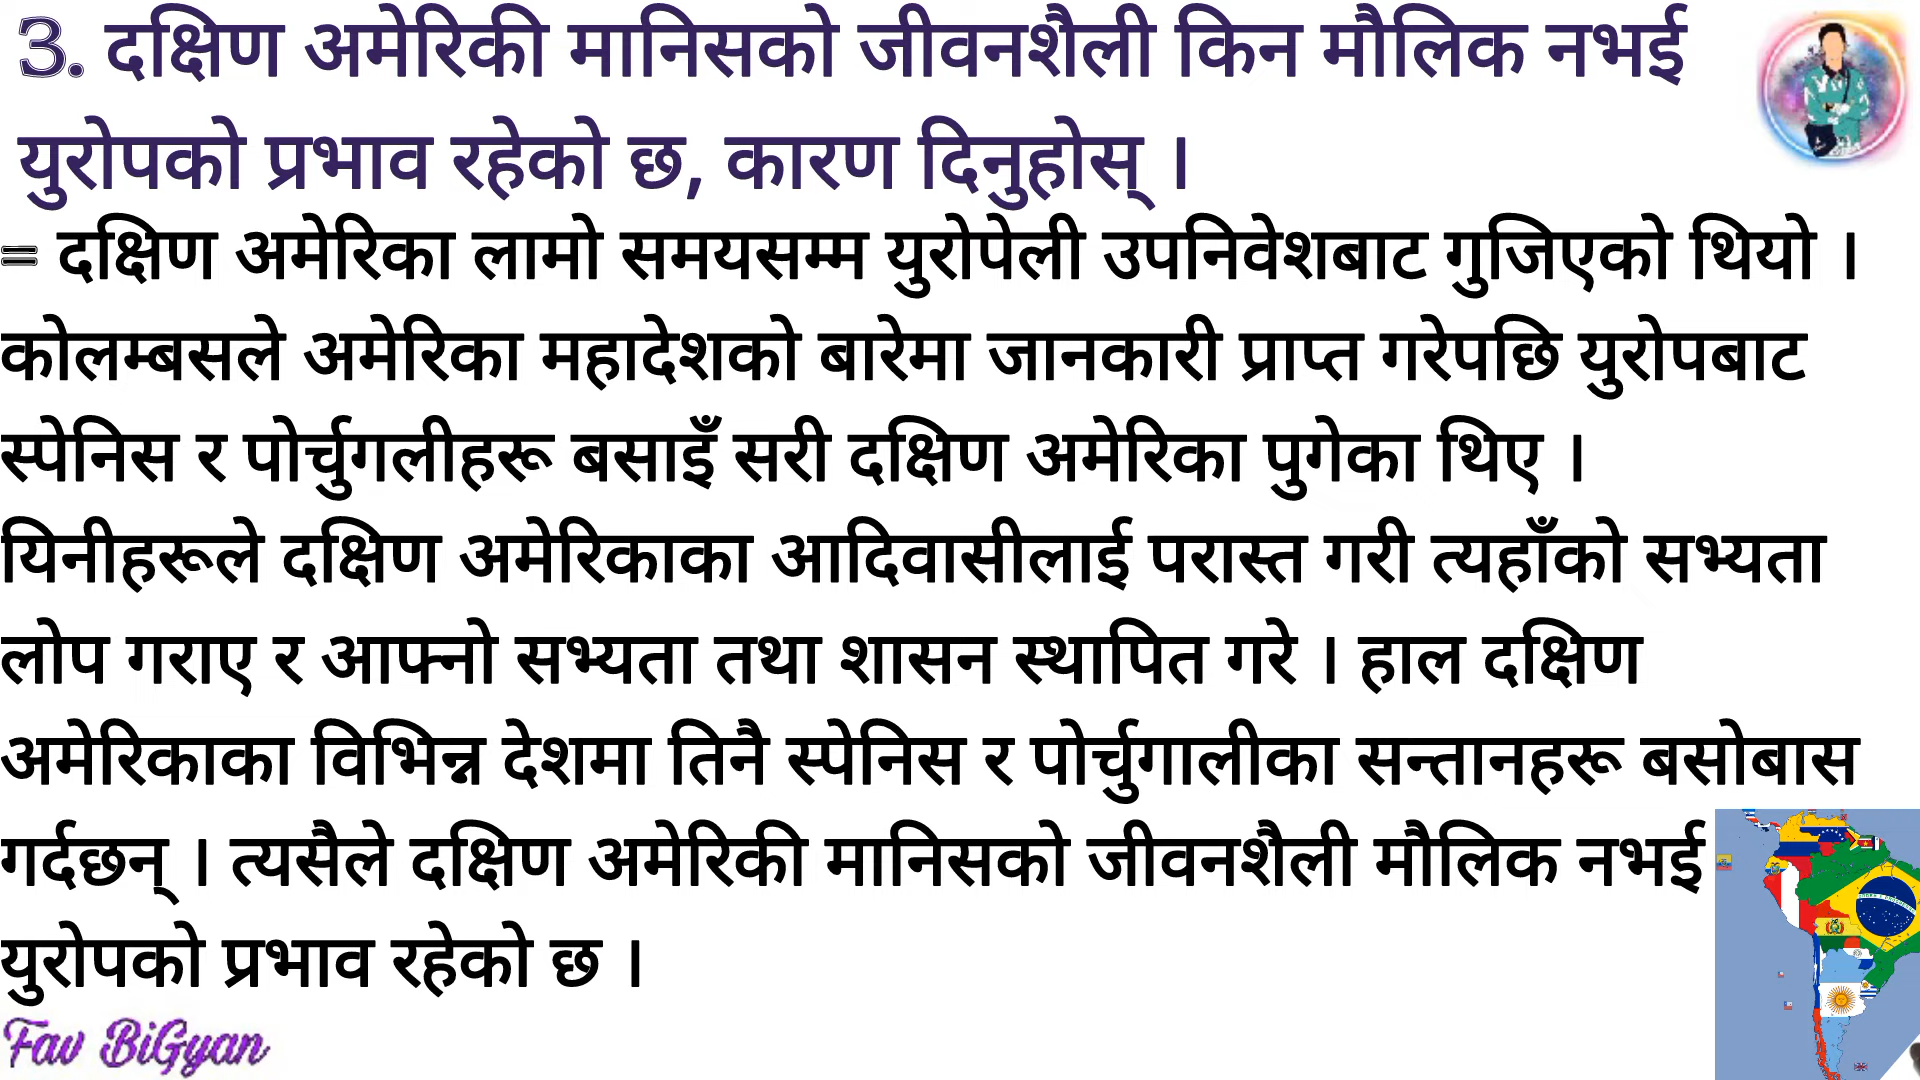 3. दक्षिण अमेरिकी मानिसको जीवनशैली किन मौलिक नभई
युरोपको प्रभाव रहेको छ, कारण दिनुहोस् ।
= दक्षिण अमेरिका लामो समयसम्म युरोपेली उपनिवेशबाट गुजिएको थियो ।
कोलम्बसले अमेरिका महादेशको बारेमा जानकारी प्राप्त गरेपछि युरोपबाट
स्पेनिस र पोर्चुगलीहरू बसाइँ सरी दक्षिण अमेरिका पुगेका थिए ।
यिनीहरूले दक्षिण अमेरिकाका आदिवासीलाई परास्त गरी त्यहाँको सभ्यता
लोप गराए र आफ्नो सभ्यता तथा शासन स्थापित गरे । हाल दक्षिण
अमेरिकाका विभिन्न देशमा तिनै स्पेनिस र पोर्चुगालीका सन्तानहरू बसोबास
गर्दछन् । त्यसैले दक्षिण अमेरिकी मानिसको जीवनशैली मौलिक नभई
युरोपको प्रभाव रहेको छ ।
Fav BiGyan